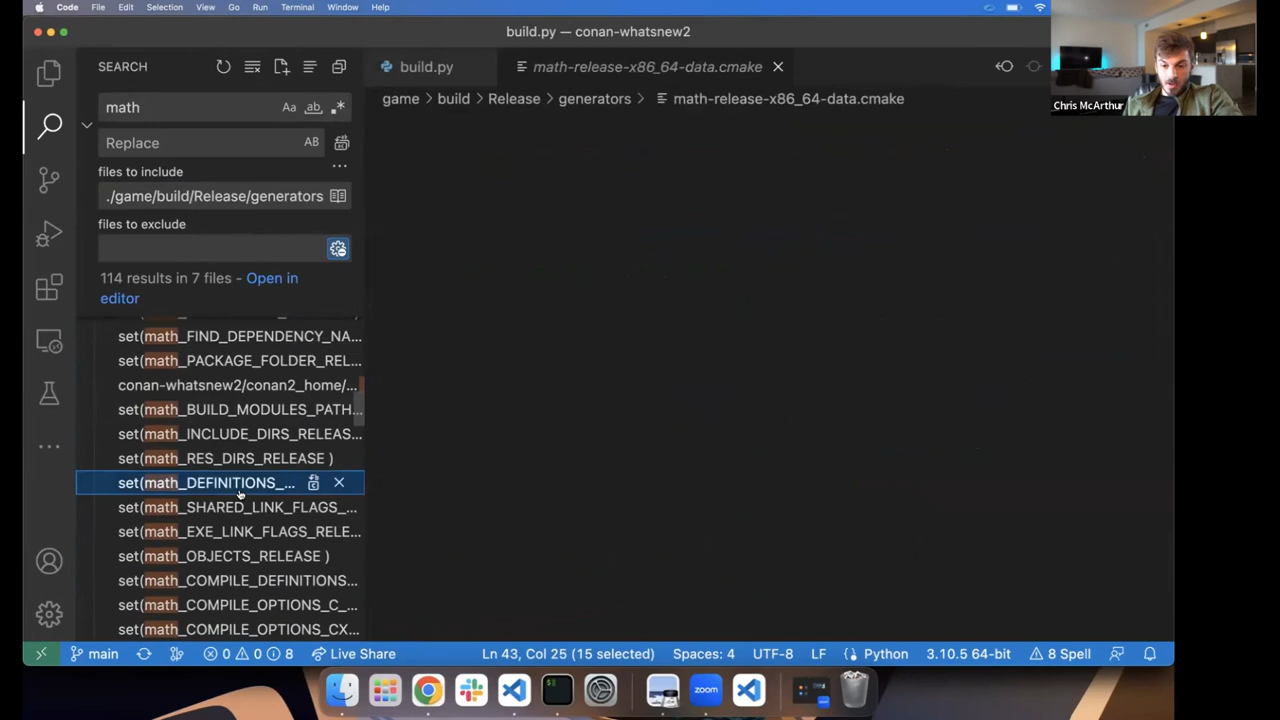 Code File Edit Selection View Go Run Terminal Window Help
build.py — conan-whatsnew2
SEARCH
build.py
math-release-x86_64-data.cmake
math
Aa
ab
game > build > Release > generators > math-release-x86_64-data.cmake
Chris McArthur
Replace
AB
files to include
./game/build/Release/generators
files to exclude
114 results in 7 files - Open in
editor
set(math_FIND_DEPENDENCY_NA...
set(math_PACKAGE_FOLDER_REL...
conan-whatsnew2/conan2_home/...
set(math_BUILD_MODULES_PATH...
set(math_INCLUDE_DIRS_RELEAS...
set(math_RES_DIRS_RELEASE )
set(math_DEFINITIONS_...
set(math_SHARED_LINK_FLAGS_...
set(math_EXE_LINK_FLAGS_RELE...
set(math_OBJECTS_RELEASE )
set(math_COMPILE_DEFINITIONS...
set(math_COMPILE_OPTIONS_C_...
set(math_COMPILE_OPTIONS_CX...
main 0 0 8 Live Share Ln 43, Col 25 (15 selected) Spaces: 4 UTF-8 LF Python 3.10.5 64-bit 8 Spell
zoom